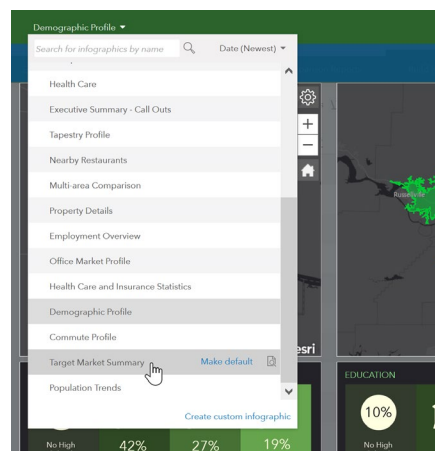 Demographic Profile
Search for infographics by name
Date (Newest)
Health Care
Executive Summary - Call Outs
Tapestry Profile
Nearby Restaurants
Multi-area Comparison
Property Details
Employment Overview
Office Market Profile
Health Care and Insurance Statistics
Demographic Profile
Commute Profile
Target Market Summary
Make default
Population Trends
Create custom infographic
Russellville
esri
EDUCATION
10%
No High
42%
27%
19%
No High